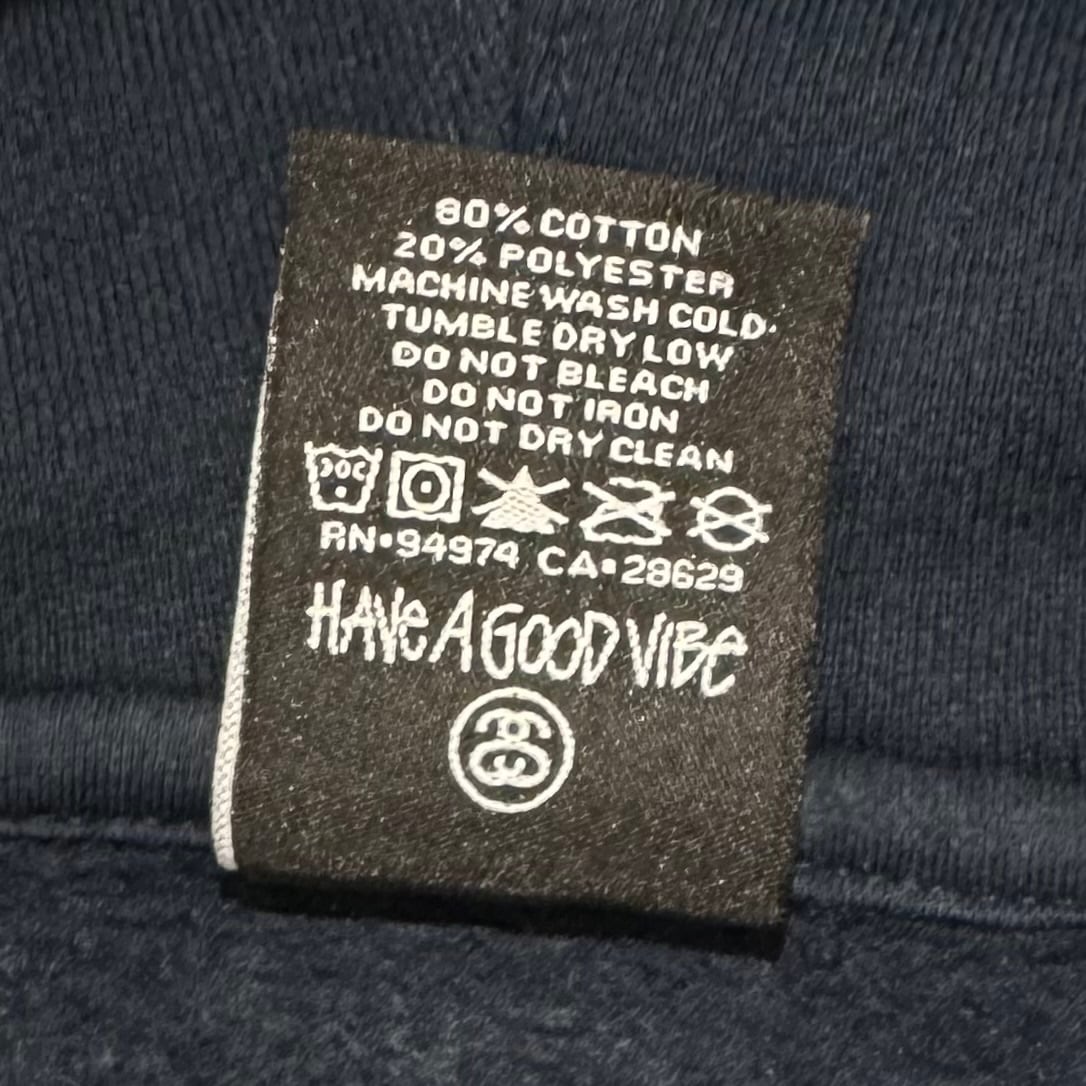 80% COTTON
20% POLYESTER
MACHINE WASH COLD
TUMBLE DRY LOW
DO NOT BLEACH
DO NOT IRON
DO NOT DRY CLEAN
RN•94974 CA•28629
HAVe A GOOD VIBe